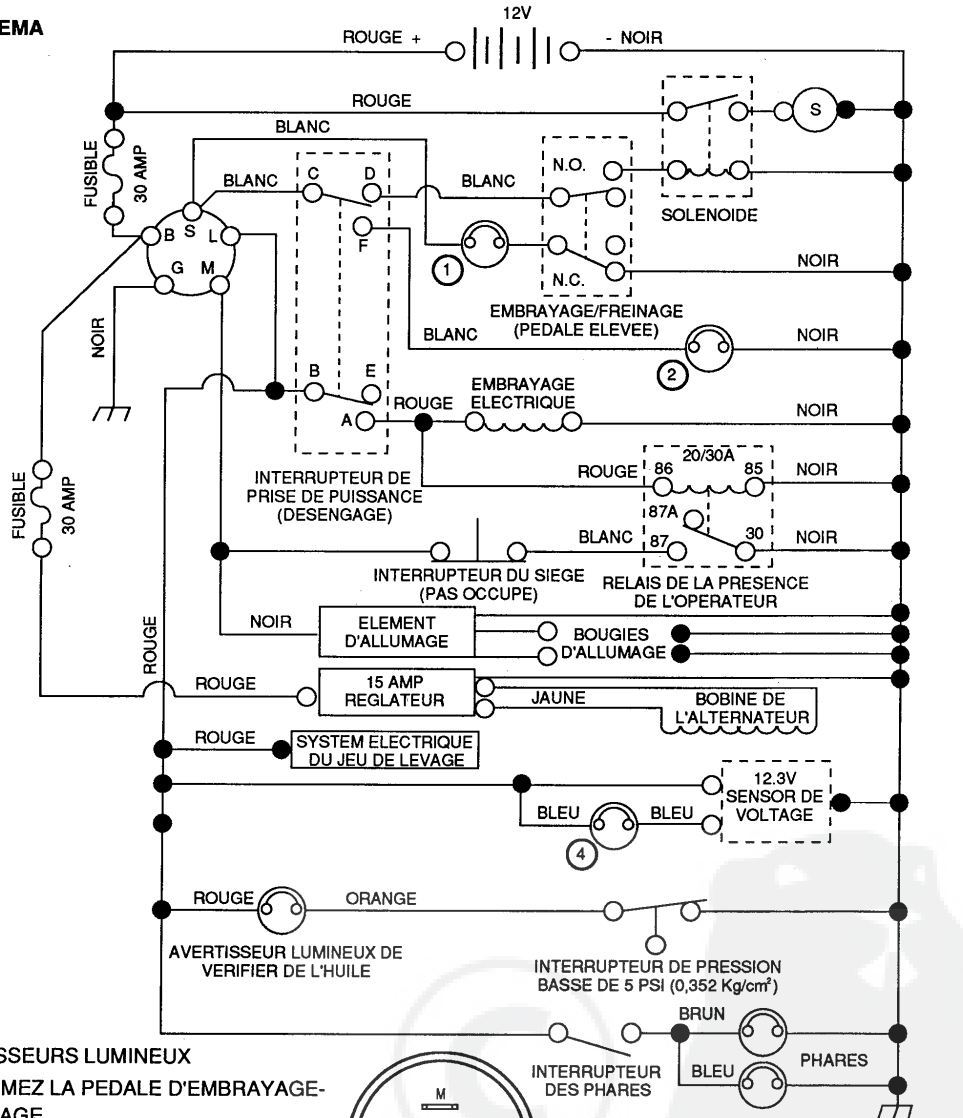 EMA
12V
ROUGE +
- NOIR
ROUGE
S
BLANC
FUSIBLE
30 AMP
BLANC
C
D
BLANC
N.O.
SOLENOIDE
B
S
L
G
M
F
1
N.C.
NOIR
EMBRAYAGE/FREINAGE
(PEDALE ELEVEE)
NOIR
BLANC
2
NOIR
B
E
A
ROUGE
EMBRAYAGE
ELECTRIQUE
NOIR
INTERRUPTEUR DE
PRISE DE PUISSANCE
(DESENGAGE)
FUSIBLE
30 AMP
ROUGE
20/30A
86
85
NOIR
87A
BLANC
87
30
NOIR
INTERRUPTEUR DU SIEGE
(PAS OCCUPE)
RELAIS DE LA PRESENCE
DE L'OPERATEUR
ROUGE
NOIR
ELEMENT
D'ALLUMAGE
BOUGIES
D'ALLUMAGE
ROUGE
15 AMP
REGLATEUR
JAUNE
BOBINE DE
L'ALTERNATEUR
ROUGE
SYSTEM ELECTRIQUE
DU JEU DE LEVAGE
BLEU
BLEU
4
12.3V
SENSOR DE
VOLTAGE
ROUGE
ORANGE
AVERTISSEUR LUMINEUX DE
VERIFIER DE L'HUILE
INTERRUPTEUR DE PRESSION
BASSE DE 5 PSI (0,352 Kg/cm²)
BRUN
INTERRUPTEUR
DES PHARES
BLEU
PHARES
SSEURS LUMINEUX
MEZ LA PEDALE D'EMBRAYAGE-
AGE
M